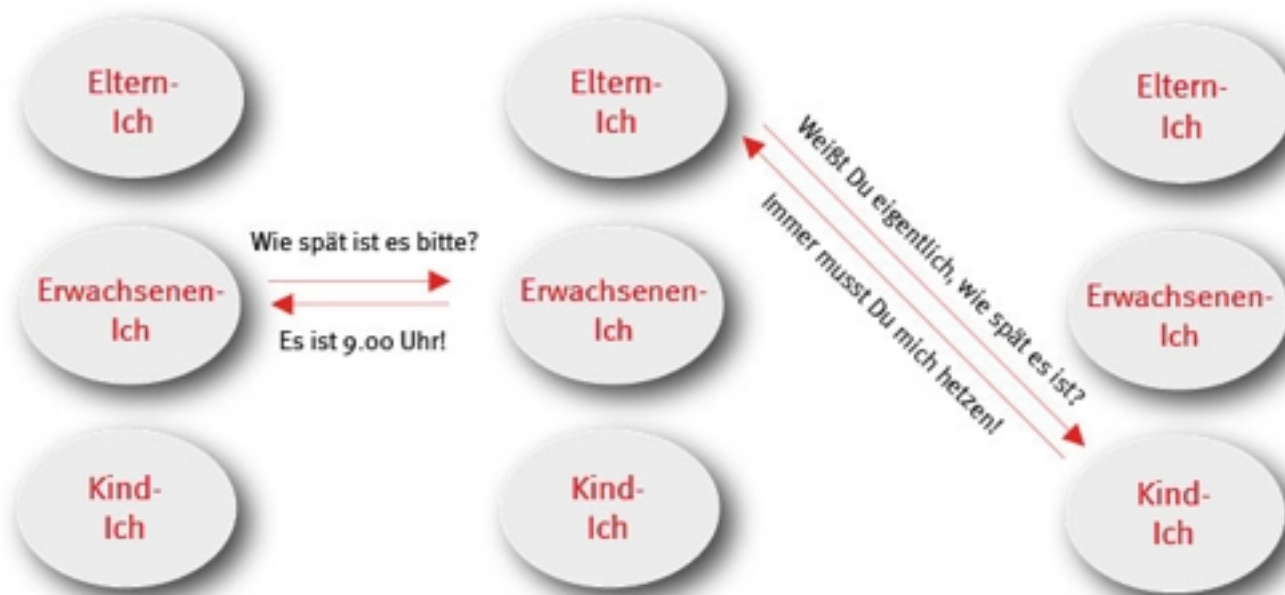 Eltern-
Ich
Eltern-
Ich
Eltern-
Ich
Weißt Du eigentlich, wie spät es ist?
Immer musst Du mich hetzen!
Wie spät ist es bitte?
Erwachsenen-
Ich
Erwachsenen-
Ich
Erwachsenen-
Ich
Es ist 9.00 Uhr!
Kind-
Ich
Kind-
Ich
Kind-
Ich